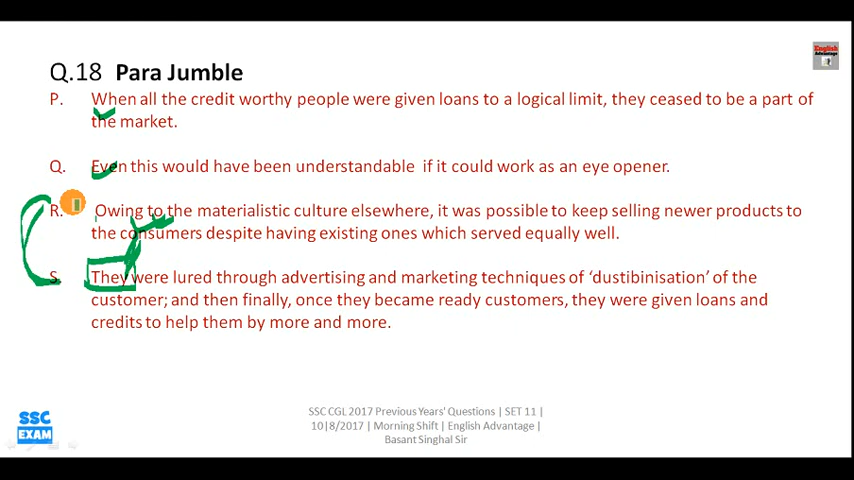 English
Advantage
Q.18 Para Jumble
P. When all the credit worthy people were given loans to a logical limit, they ceased to be a part of
the market.
Q. Even this would have been understandable if it could work as an eye opener.
R. Owing to the materialistic culture elsewhere, it was possible to keep selling newer products to
the consumers despite having existing ones which served equally well.
S. They were lured through advertising and marketing techniques of ‘dustibinisation’ of the
customer; and then finally, once they became ready customers, they were given loans and
credits to help them by more and more.
SSC
EXAM
SSC CGL 2017 Previous Years' Questions | SET 11 |
10|8/2017 | Morning Shift | English Advantage |
Basant Singhal Sir